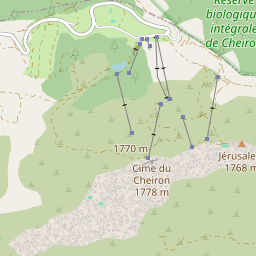 Réserve
biologique
intégrale
de Cheiron
1770 m
Cime du
Cheiron
1778 m
Jérusale
1768 m